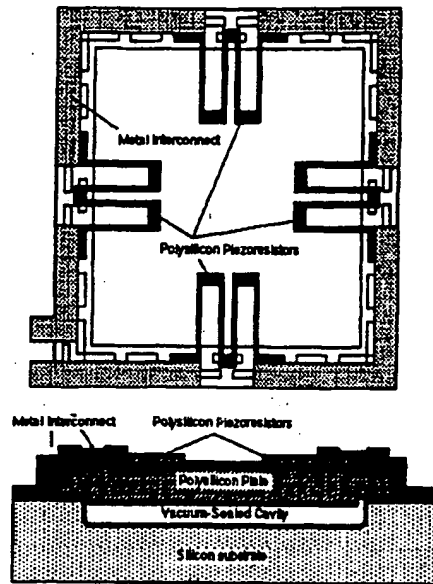 Metal Interconnect
Polysilicon Piezoresistors
Metal Interconnect
Polysilicon Piezoresistors
Polysilicon Plate
Vacuum-Sealed Cavity
Silicon substrate